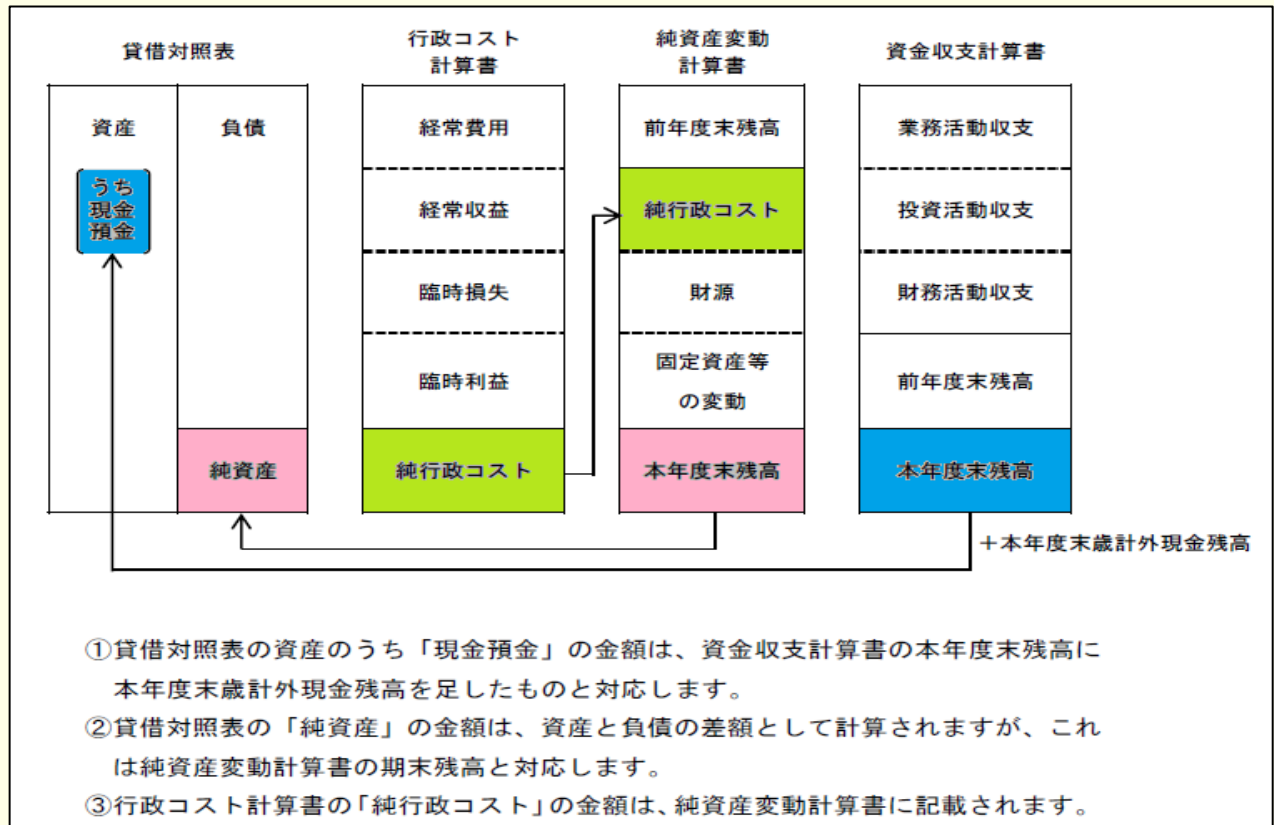 貸借対照表
資産
うち
現金
預金
負債
純資産
行政コスト
計算書
経常費用
経常収益
臨時損失
臨時利益
純行政コスト
純資産変動
計算書
前年度末残高
純行政コスト
財源
固定資産等
の変動
本年度末残高
資金収支計算書
業務活動収支
投資活動収支
財務活動収支
前年度末残高
本年度末残高
＋本年度末歳計外現金残高
①貸借対照表の資産のうち「現金預金」の金額は、資金収支計算書の本年度末残高に
本年度末歳計外現金残高を足したものと対応します。
②貸借対照表の「純資産」の金額は、資産と負債の差額として計算されますが、これ
は純資産変動計算書の期末残高と対応します。
③行政コスト計算書の「純行政コスト」の金額は、純資産変動計算書に記載されます。